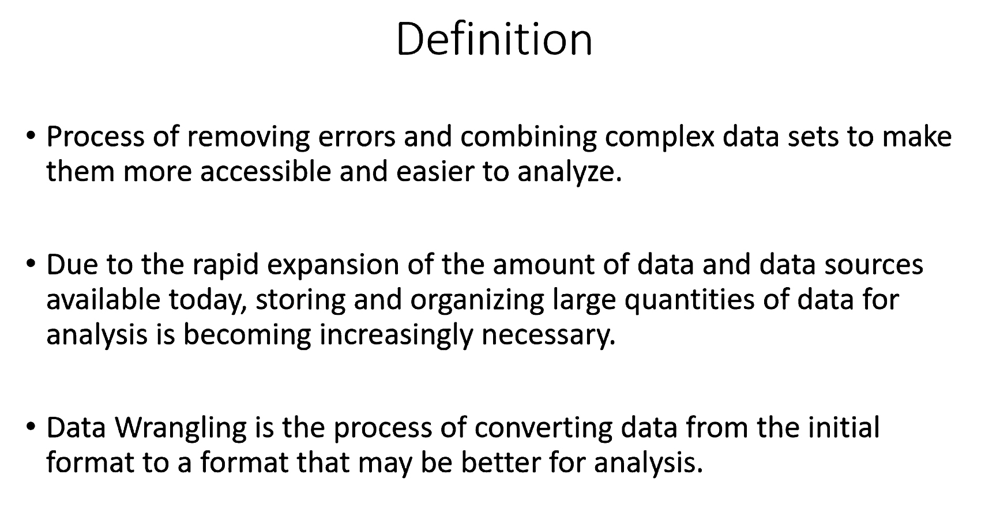 Definition
• Process of removing errors and combining complex data sets to make
them more accessible and easier to analyze.
• Due to the rapid expansion of the amount of data and data sources
available today, storing and organizing large quantities of data for
analysis is becoming increasingly necessary.
• Data Wrangling is the process of converting data from the initial
format to a format that may be better for analysis.